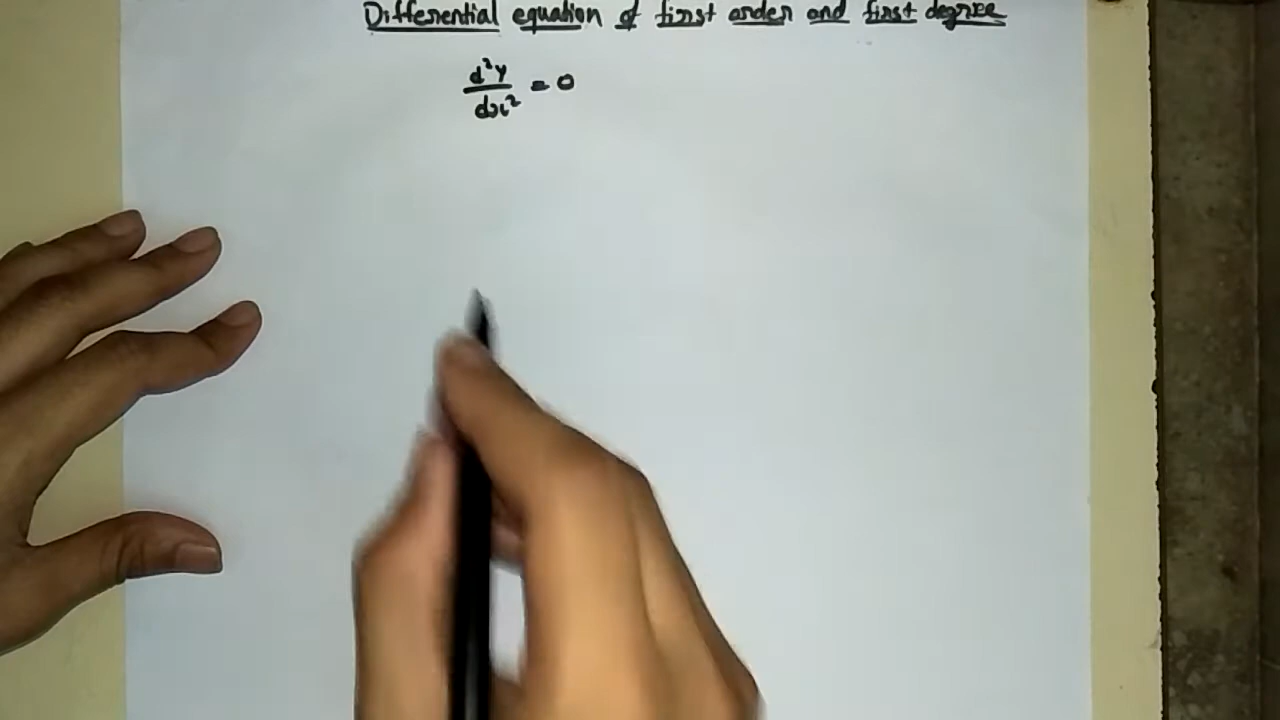 Differential equation of first order and first degree
d²y/dx² = 0